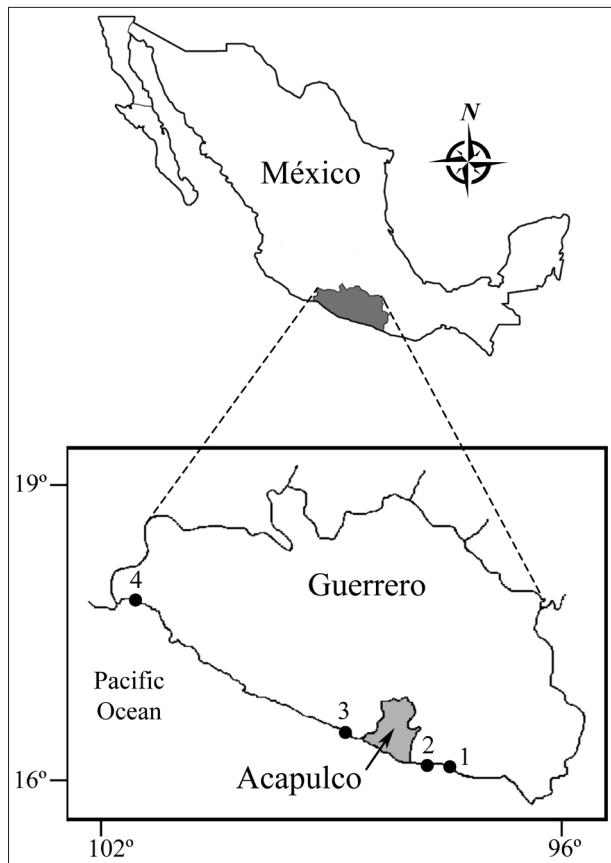 N
México
19º
Guerrero
4
Pacific
Ocean
3
2
1
Acapulco
16º
102º
96º